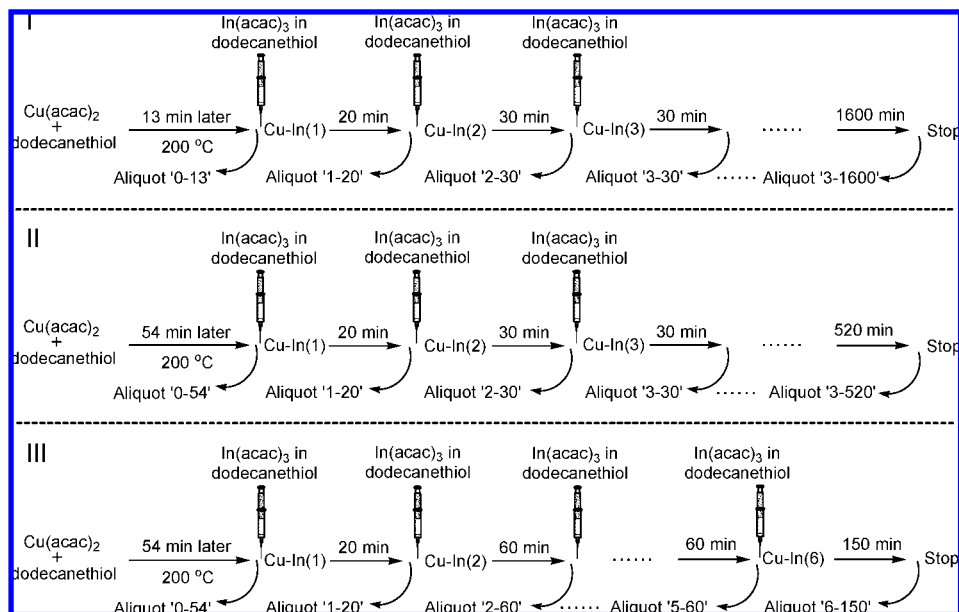 I
In(acac)3 in dodecanethiol
In(acac)3 in dodecanethiol
In(acac)3 in dodecanethiol
Cu(acac)2 + dodecanethiol
13 min later
200 °C
Cu-In(1)
20 min
Cu-In(2)
30 min
Cu-In(3)
30 min
......
1600 min
Stop
Aliquot '0-13'
Aliquot '1-20'
Aliquot '2-30'
Aliquot '3-30'
......
Aliquot '3-1600'
II
In(acac)3 in dodecanethiol
In(acac)3 in dodecanethiol
In(acac)3 in dodecanethiol
Cu(acac)2 + dodecanethiol
54 min later
200 °C
Cu-In(1)
20 min
Cu-In(2)
30 min
Cu-In(3)
30 min
......
520 min
Stop
Aliquot '0-54'
Aliquot '1-20'
Aliquot '2-30'
Aliquot '3-30'
......
Aliquot '3-520'
III
In(acac)3 in dodecanethiol
In(acac)3 in dodecanethiol
In(acac)3 in dodecanethiol
In(acac)3 in dodecanethiol
Cu(acac)2 + dodecanethiol
54 min later
200 °C
Cu-In(1)
20 min
Cu-In(2)
60 min
......
60 min
Cu-In(6)
150 min
Stop
Aliquot '0-54'
Aliquot '1-20'
Aliquot '2-60'
......
Aliquot '5-60'
Aliquot '6-150'